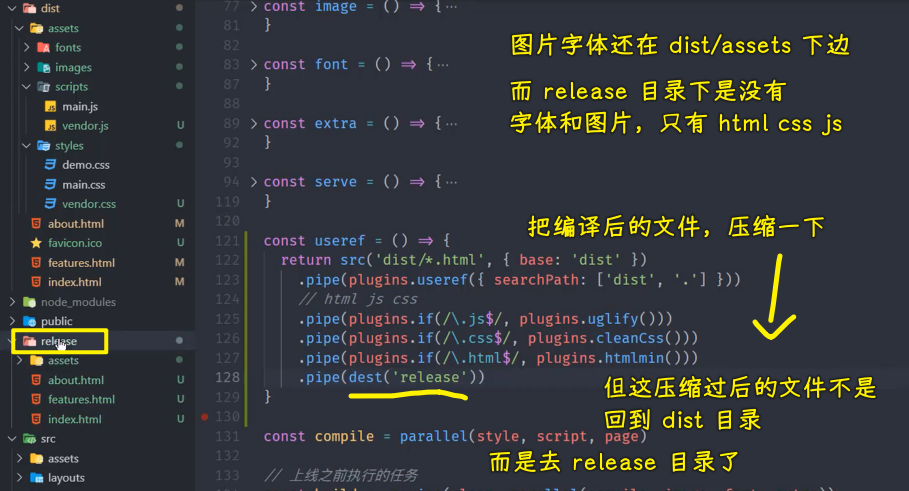 dist
assets
fonts
images
scripts
main.js
vendor.js U
styles
demo.css
main.css
vendor.css U
about.html M
favicon.ico U
features.html M
index.html M
node_modules
public
release
assets
about.html U
features.html U
index.html U
src
assets
layouts
77 const image = () => {···
81 }
82
83 const font = () => {···
87 }
88
89 const extra = () => {···
92 }
93
94 const serve = () => {···
119 }
120
121 const useref = () => {
122 return src('dist/*.html', { base: 'dist' })
123 .pipe(plugins.useref({ searchPath: ['dist', '.'] }))
124 // html js css
125 .pipe(plugins.if(/\.js$/, plugins.uglify()))
126 .pipe(plugins.if(/\.css$/, plugins.cleanCss()))
127 .pipe(plugins.if(/\.html$/, plugins.htmlmin()))
128 .pipe(dest('release'))
129 }
130
131 const compile = parallel(style, script, page)
132
133 // 上线之前执行的任务
图片字体还在 dist/assets 下边
而 release 目录下是没有
字体和图片，只有 html css js
把编译后的文件，压缩一下
但这压缩过后的文件不是
回到 dist 目录
而是去 release 目录了